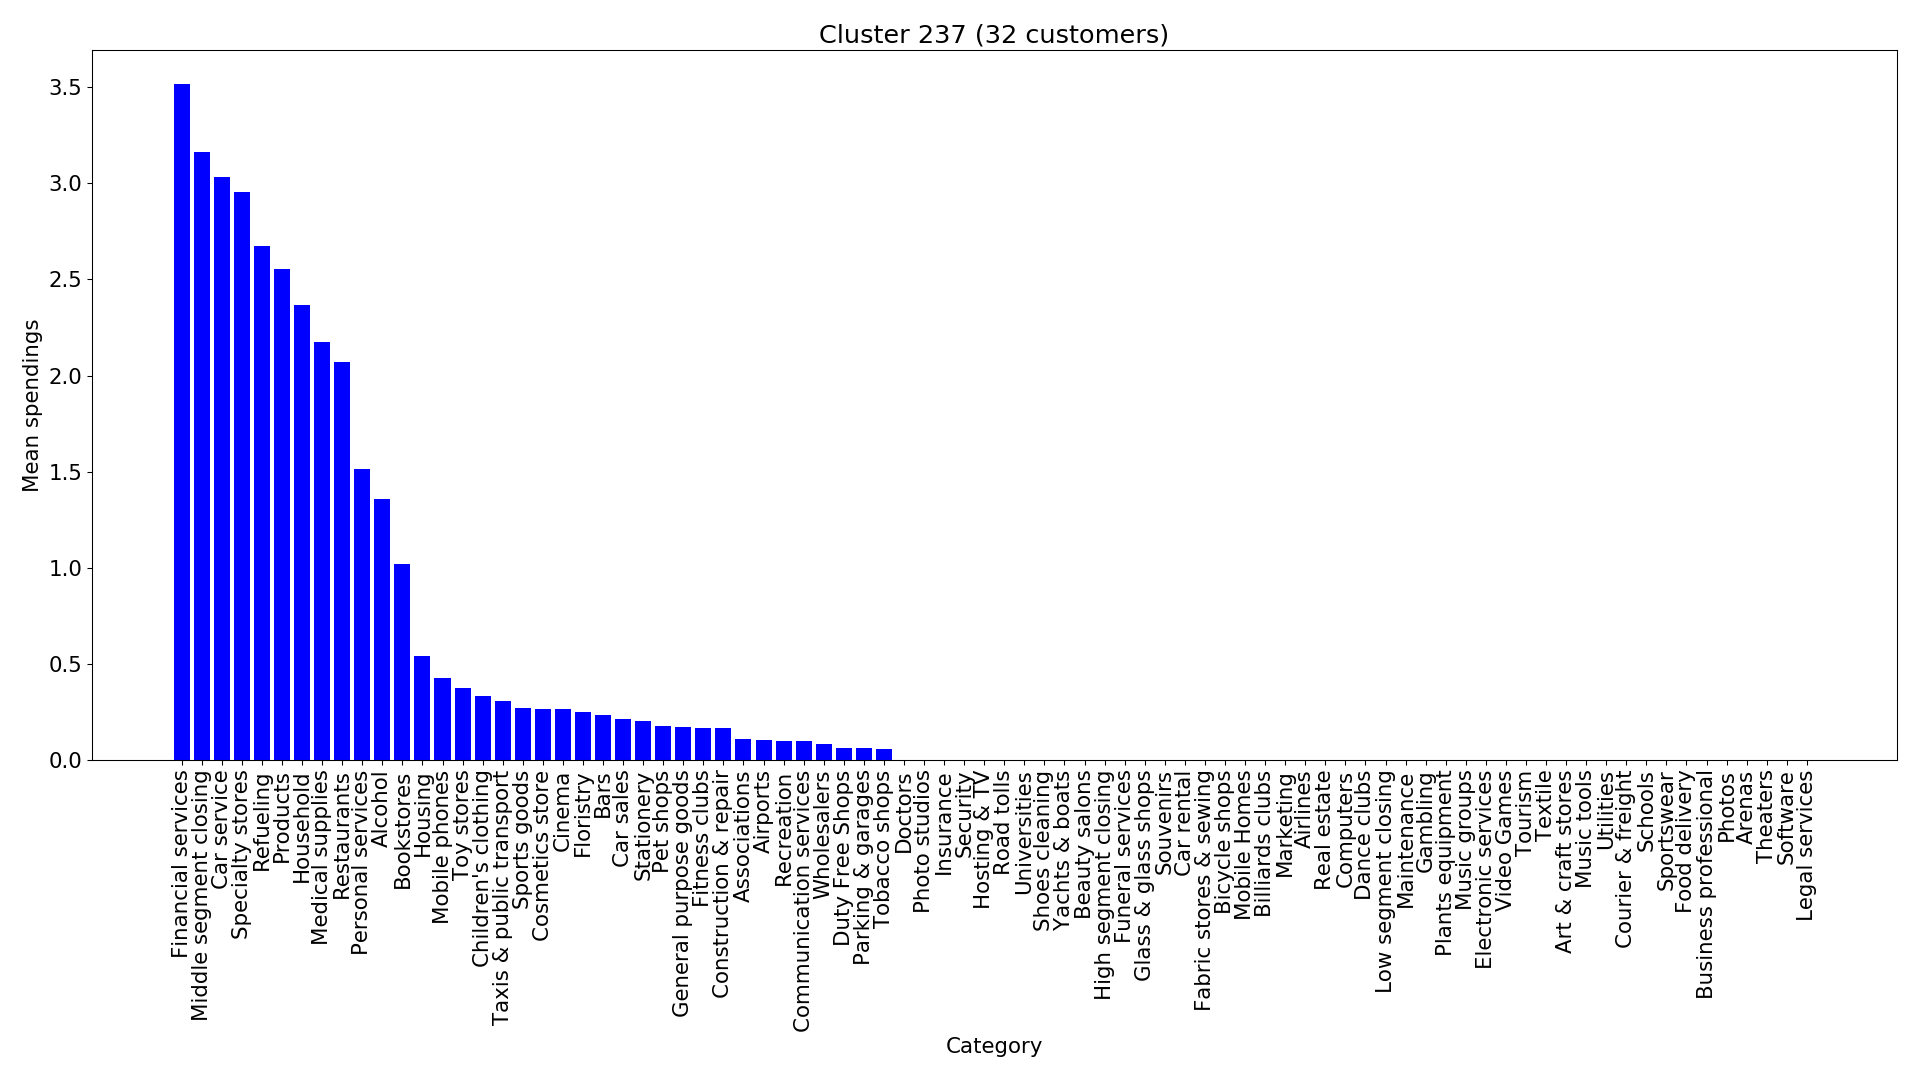 Cluster 237 (32 customers)
Mean spendings
3.5
3.0
2.5
2.0
1.5
1.0
0.5
0.0
Financial services
Middle segment closing
Car service
Specialty stores
Refueling
Products
Household
Medical supplies
Restaurants
Personal services
Alcohol
Bookstores
Housing
Mobile phones
Toy stores
Children's clothing
Taxis & public transport
Sports goods
Cosmetics store
Cinema
Floristry
Bars
Car sales
Stationery
Pet shops
General purpose goods
Fitness clubs
Construction & repair
Associations
Airports
Recreation
Communication services
Wholesalers
Duty Free Shops
Parking & garages
Tobacco shops
Doctors
Photo studios
Insurance
Security
Hosting & TV
Road tolls
Universities
Shoes cleaning
Yachts & boats
Beauty salons
High segment closing
Funeral services
Glass & glass shops
Souvenirs
Car rental
Fabric stores & sewing
Bicycle shops
Mobile Homes
Billiards clubs
Marketing
Airlines
Real estate
Computers
Dance clubs
Low segment closing
Maintenance
Gambling
Plants equipment
Music groups
Electronic services
Video Games
Tourism
Textile
Art & craft stores
Music tools
Utilities
Courier & freight
Schools
Sportswear
Food delivery
Business professional
Photos
Arenas
Theaters
Software
Legal services
Category